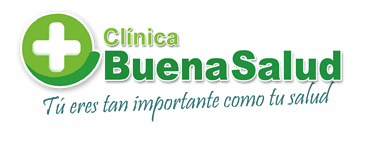 Clínica
BuenaSalud
Tú eres tan importante como tu salud